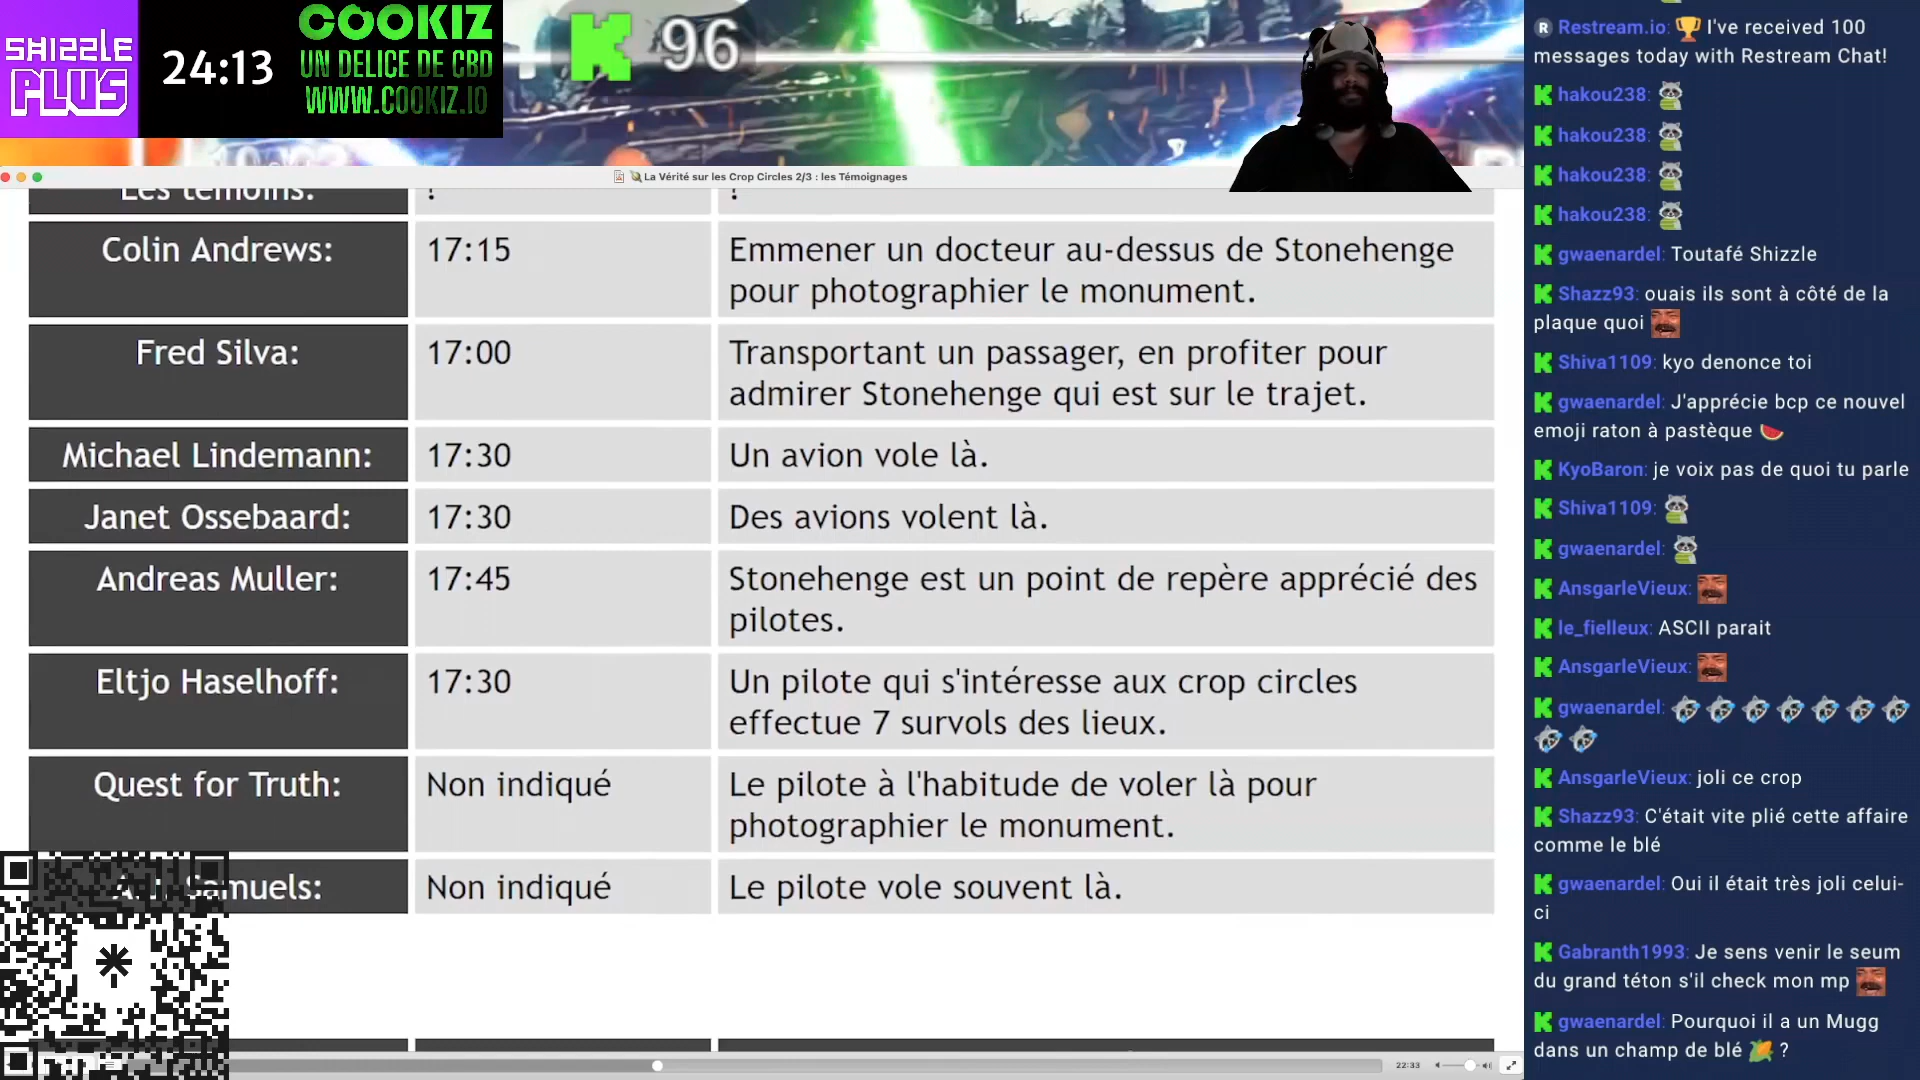 SHIZZLE
PLUS
24:13
COOKIZ
UN DELICE DE CBD
WWW.COOKIZ.IO
96
La Vérité sur les Crop Circles 2/3 : les Témoignages
Les témoins:
Colin Andrews:
17:15
Emmener un docteur au-dessus de Stonehenge
pour photographier le monument.
Fred Silva:
17:00
Transportant un passager, en profiter pour
admirer Stonehenge qui est sur le trajet.
Michael Lindemann:
17:30
Un avion vole là.
Janet Ossebaard:
17:30
Des avions volent là.
Andreas Muller:
17:45
Stonehenge est un point de repère apprécié des
pilotes.
Eltjo Haselhoff:
17:30
Un pilote qui s'intéresse aux crop circles
effectue 7 survols des lieux.
Quest for Truth:
Non indiqué
Le pilote à l'habitude de voler là pour
photographier le monument.
Samuels:
Non indiqué
Le pilote vole souvent là.
22:33
Restream.io: I've received 100
messages today with Restream Chat!
hakou238:
hakou238:
hakou238:
hakou238:
gwaenardel: Toutafé Shizzle
Shazz93: ouais ils sont à côté de la
plaque quoi
Shiva1109: kyo denonce toi
gwaenardel: J'apprécie bcp ce nouvel
emoji raton à pastèque 🍉
KyoBaron: je voix pas de quoi tu parle
Shiva1109:
gwaenardel:
AnsgarleVieux:
le_fielleux: ASCII parait
AnsgarleVieux:
gwaenardel:
AnsgarleVieux: joli ce crop
Shazz93: C'était vite plié cette affaire
comme le blé
gwaenardel: Oui il était très joli celui-
ci
Gabranth1993: Je sens venir le seum
du grand téton s'il check mon mp
gwaenardel: Pourquoi il a un Mugg
dans un champ de blé 🌽 ?